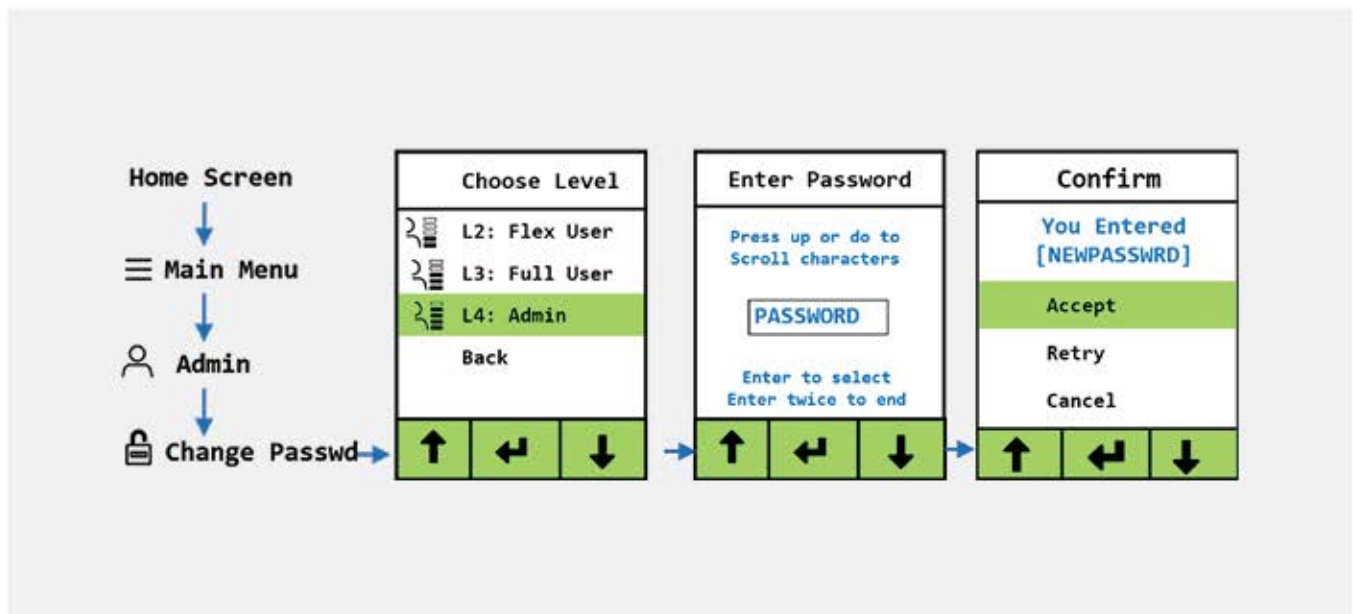 Home Screen
Main Menu
Admin
Change Passwd
Choose Level
L2: Flex User
L3: Full User
L4: Admin
Back
Enter Password
Press up or do to
Scroll characters
PASSWORD
Enter to select
Enter twice to end
Confirm
You Entered
[NEWPASSWRD]
Accept
Retry
Cancel